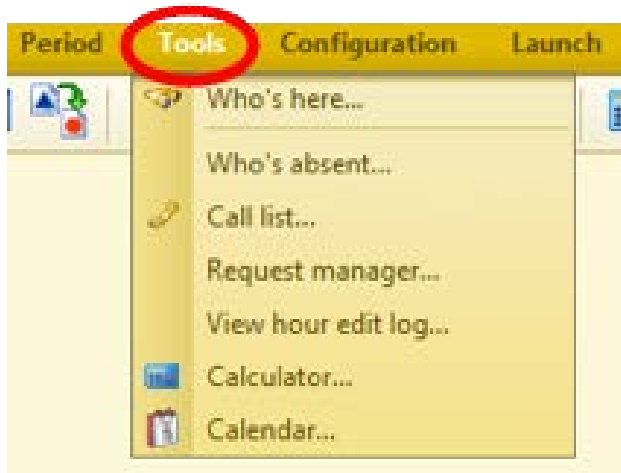 Period Tools Configuration Launch
Who's here...
Who's absent...
Call list...
Request manager...
View hour edit log...
Calculator...
Calendar...